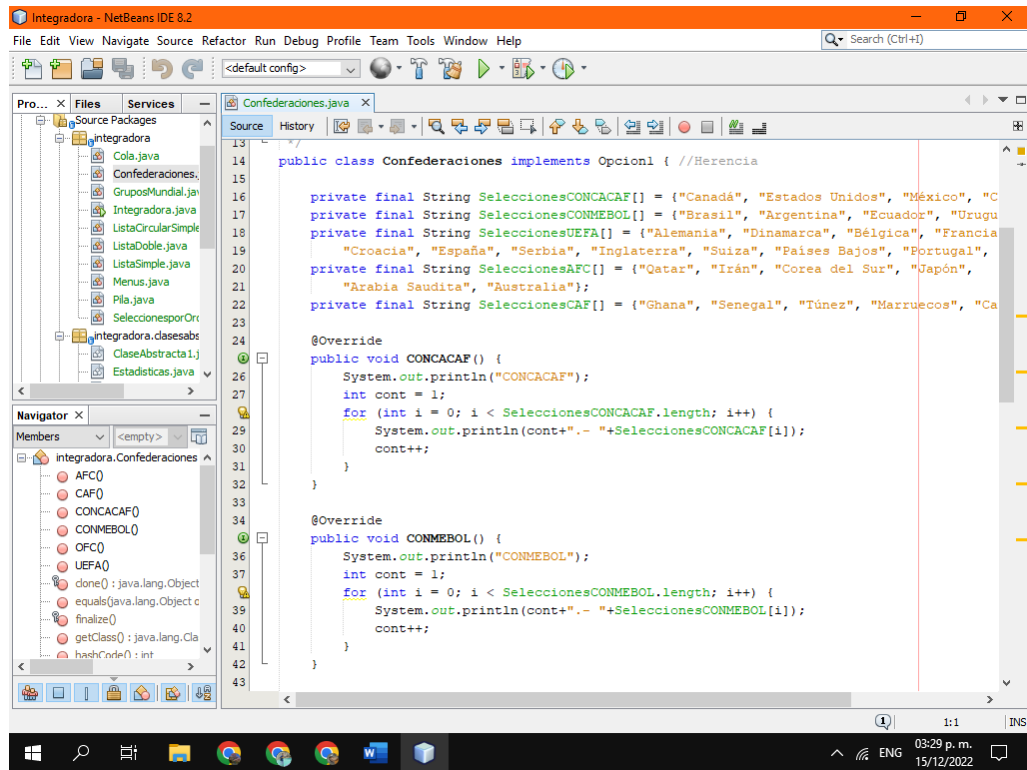 Integradora - NetBeans IDE 8.2
File Edit View Navigate Source Refactor Run Debug Profile Team Tools Window Help
Search (Ctrl+I)
<default config>
Pro... Files Services
Source Packages
integradora
Cola.java
Confederaciones.
GruposMundial.jav
Integradora.java
ListaCircularSimple
ListaDoble.java
ListaSimple.java
Menus.java
Pila.java
SeleccionesporOrd
integradora.clasesabs
ClaseAbstracta1.j
Estadisticas.java
Navigator
Members <empty>
integradora.Confederaciones
AFC()
CAF()
CONCACAF()
CONMEBOL()
OFC()
UEFA()
clone() : java.lang.Object
equals(java.lang.Object o
finalize()
getClass() : java.lang.Cla
hashCode() : int
Confederaciones.java
Source History
13 */
14 public class Confederaciones implements Opcion1 { //Herencia
15
16 private final String SeleccionesCONCACAF[] = {"Canadá", "Estados Unidos", "México", "C
17 private final String SeleccionesCONMEBOL[] = {"Brasil", "Argentina", "Ecuador", "Urugu
18 private final String SeleccionesUEFA[] = {"Alemania", "Dinamarca", "Bélgica", "Francia
19 "Croacia", "España", "Serbia", "Inglaterra", "Suiza", "Países Bajos", "Portugal",
20 private final String SeleccionesAFC[] = {"Qatar", "Irán", "Corea del Sur", "Japón",
21 "Arabia Saudita", "Australia"};
22 private final String SeleccionesCAF[] = {"Ghana", "Senegal", "Túnez", "Marruecos", "Ca
23
24 @Override
public void CONCACAF() {
26 System.out.println("CONCACAF");
27 int cont = 1;
for (int i = 0; i < SeleccionesCONCACAF.length; i++) {
29 System.out.println(cont+".- "+SeleccionesCONCACAF[i]);
30 cont++;
31 }
32 }
33
34 @Override
public void CONMEBOL() {
36 System.out.println("CONMEBOL");
37 int cont = 1;
for (int i = 0; i < SeleccionesCONMEBOL.length; i++) {
39 System.out.println(cont+".- "+SeleccionesCONMEBOL[i]);
40 cont++;
41 }
42 }
43
1 1:1 INS
ENG 03:29 p. m.
15/12/2022